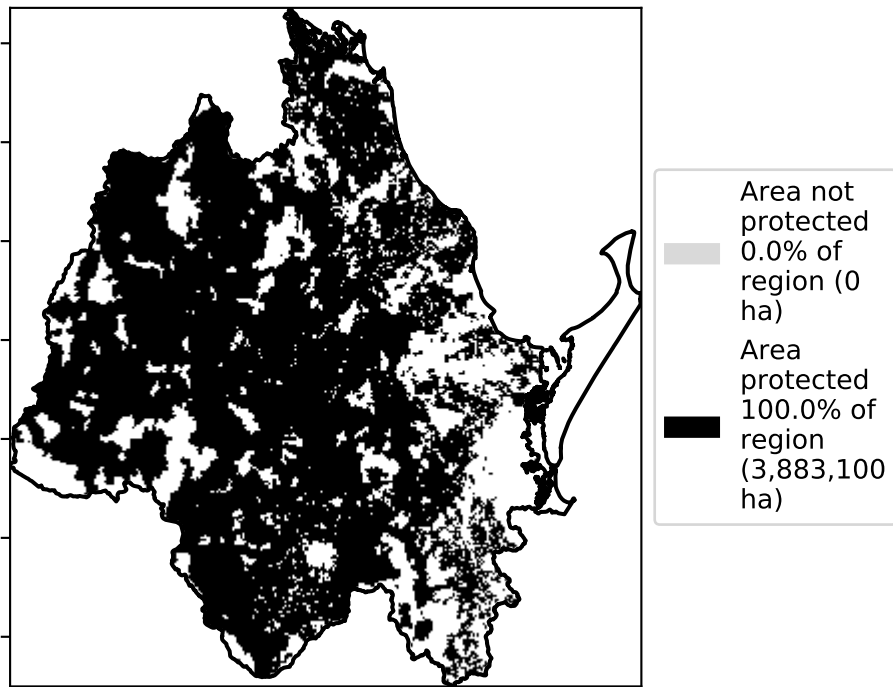 Area not
protected
0.0% of
region (0
ha)
Area
protected
100.0% of
region
(3,883,100
ha)